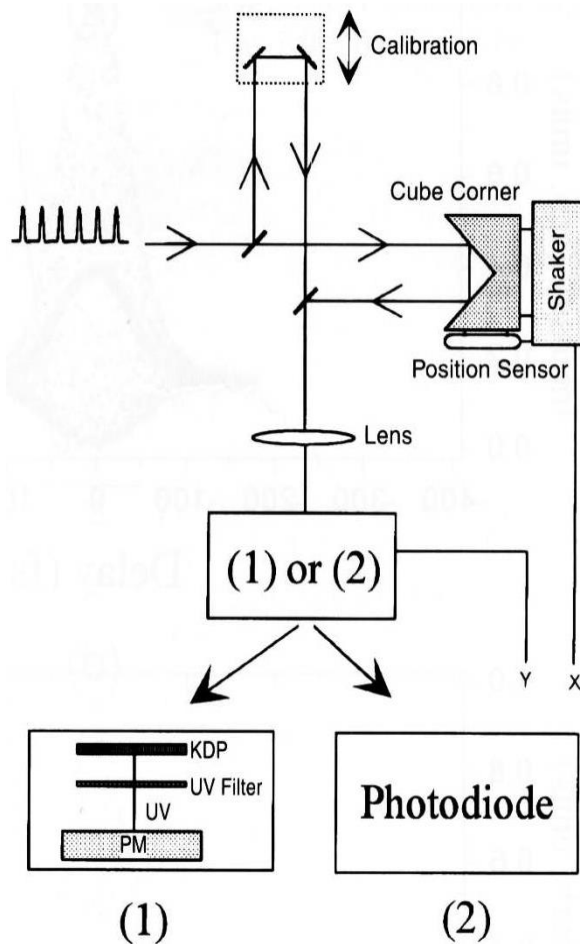 Calibration
Cube Corner
Shaker
Position Sensor
Lens
(1) or (2)
Y X
KDP
UV Filter
UV
PM
Photodiode
(1) (2)